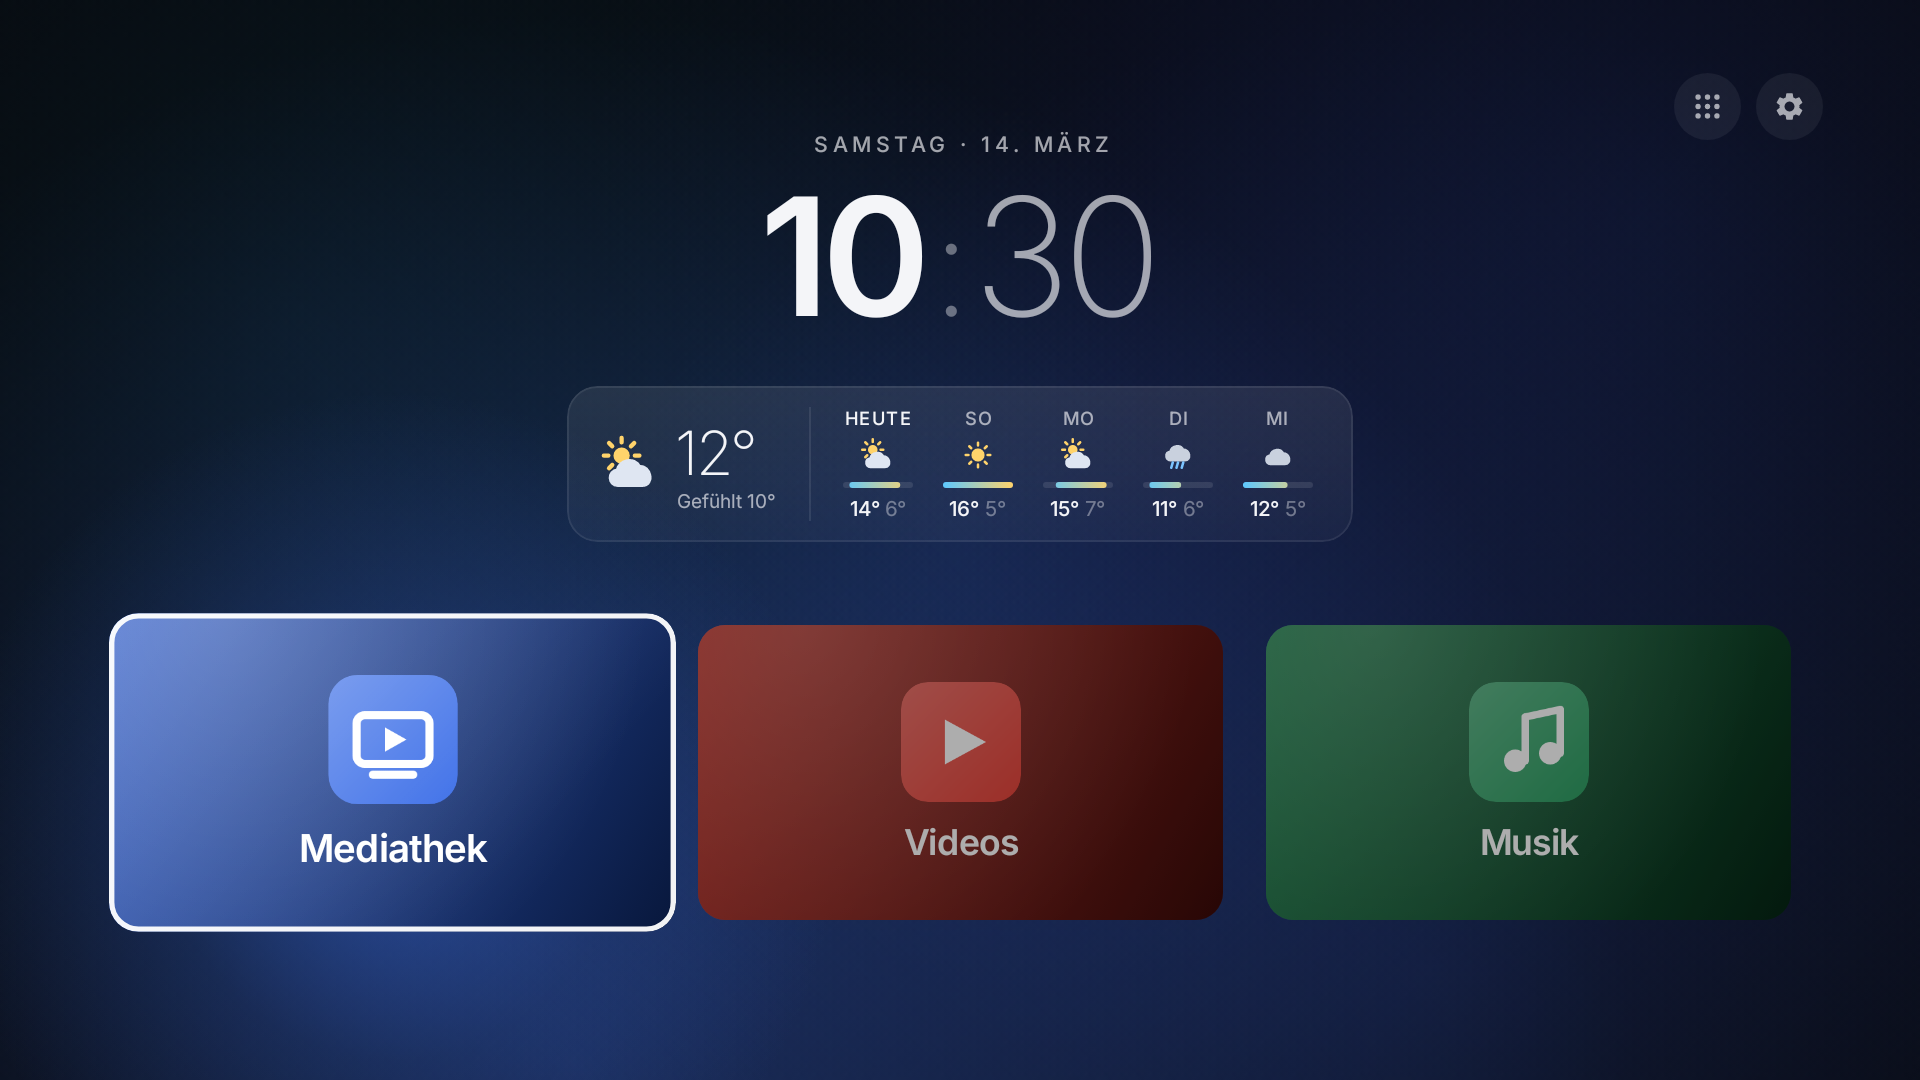 SAMSTAG · 14. MÄRZ
10:30
12°
Gefühlt 10°
HEUTE SO MO DI MI
14° 6° 16° 5° 15° 7° 11° 6° 12° 5°
Mediathek
Videos
Musik